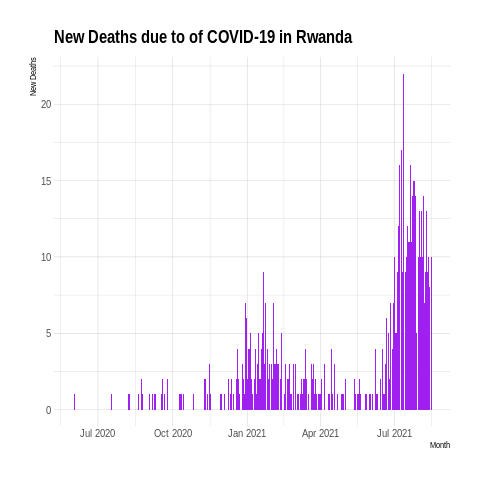 New Deaths due to of COVID-19 in Rwanda
New Deaths
20
15
10
5
0
Jul 2020 Oct 2020 Jan 2021 Apr 2021 Jul 2021
Month